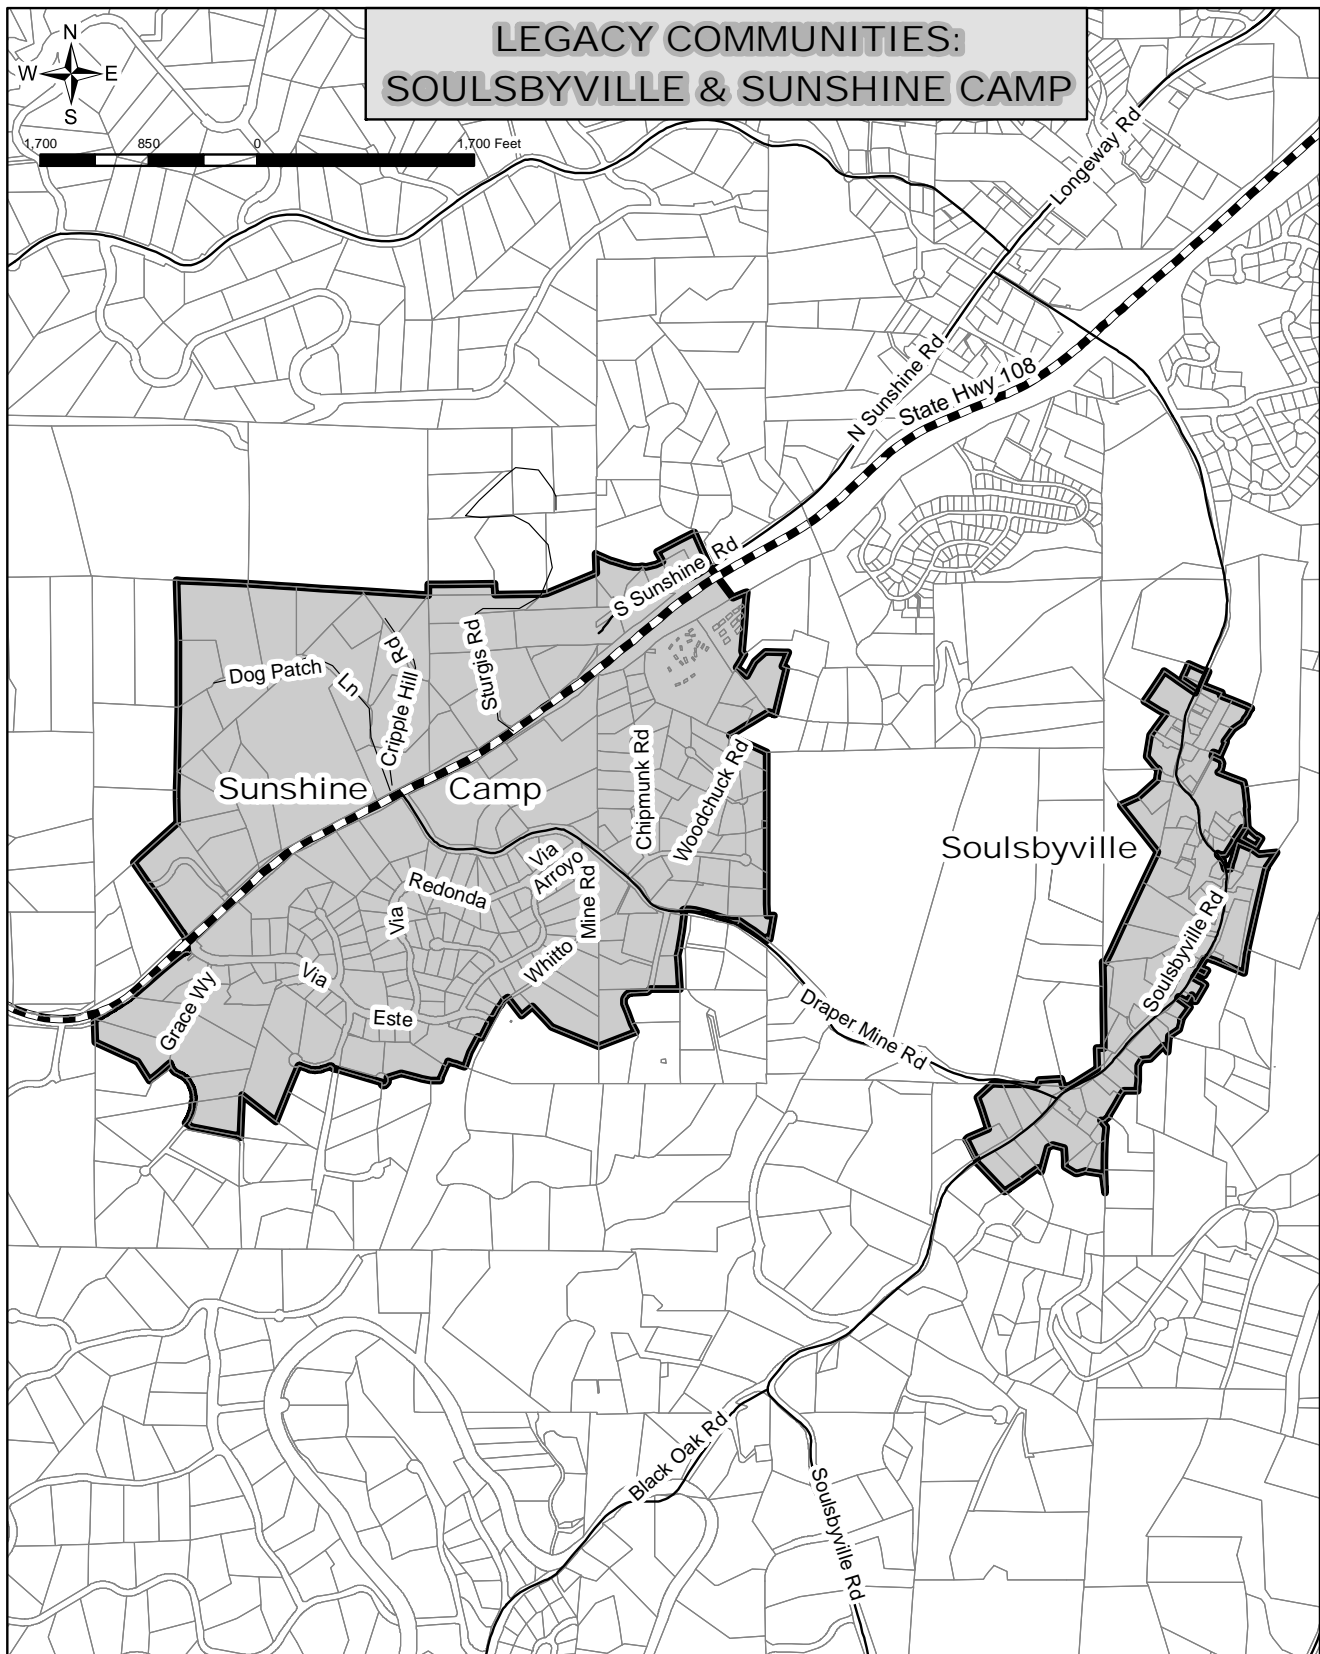 LEGACY COMMUNITIES:
SOULSBYVILLE & SUNSHINE CAMP
N
W E
S
1,700 850 0 1,700 Feet
Longeway Rd
N Sunshine Rd
State Hwy 108
S Sunshine Rd
Dog Patch Ln
Cripple Hill Rd
Sturgis Rd
Sunshine Camp
Chipmunk Rd
Woodchuck Rd
Soulsbyville
Via Arroyo
Redonda
Via
Mine Rd
Whitto
Soulsbyville Rd
Grace Wy
Via
Este
Draper Mine Rd
Black Oak Rd
Soulsbyville Rd